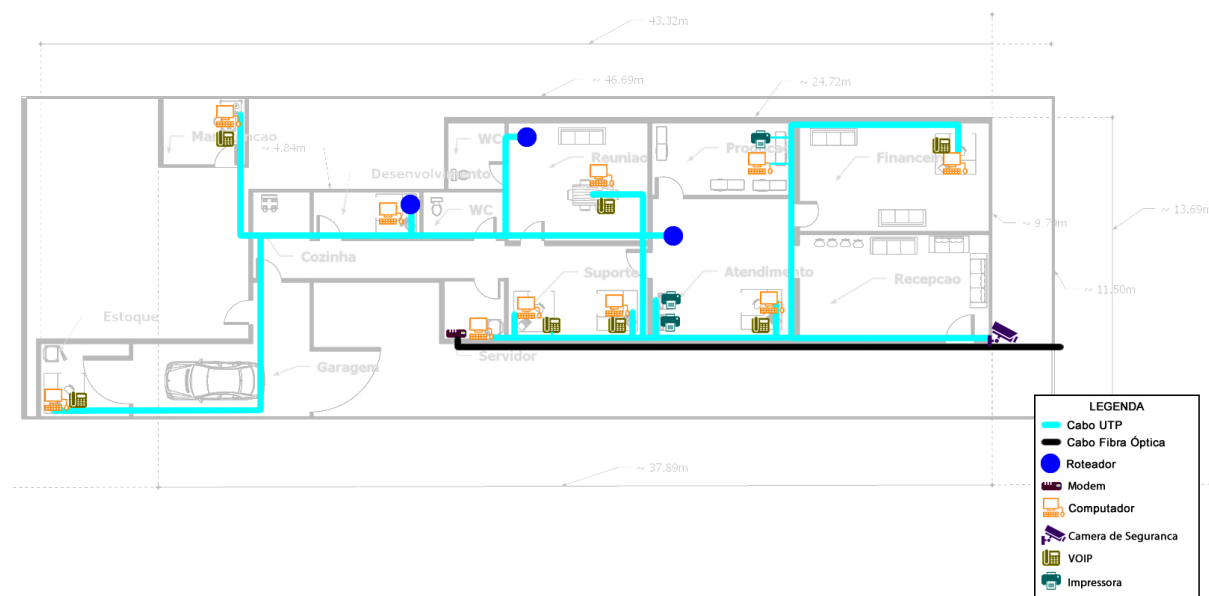 43.32m
~ 46.69m
~ 24.72m
WC
Reuniao
Producao
Financeiro
~ 4.84m
Desenvolvimento
WC
~ 13.69m
~ 9.79m
Cozinha
Suporte
Atendimento
Recepcao
~ 11.50m
Estoque
Servidor
Garagem
LEGENDA
Cabo UTP
Cabo Fibra Óptica
Roteador
~ 37.89m
Modem
Computador
Camera de Seguranca
VOIP
Impressora